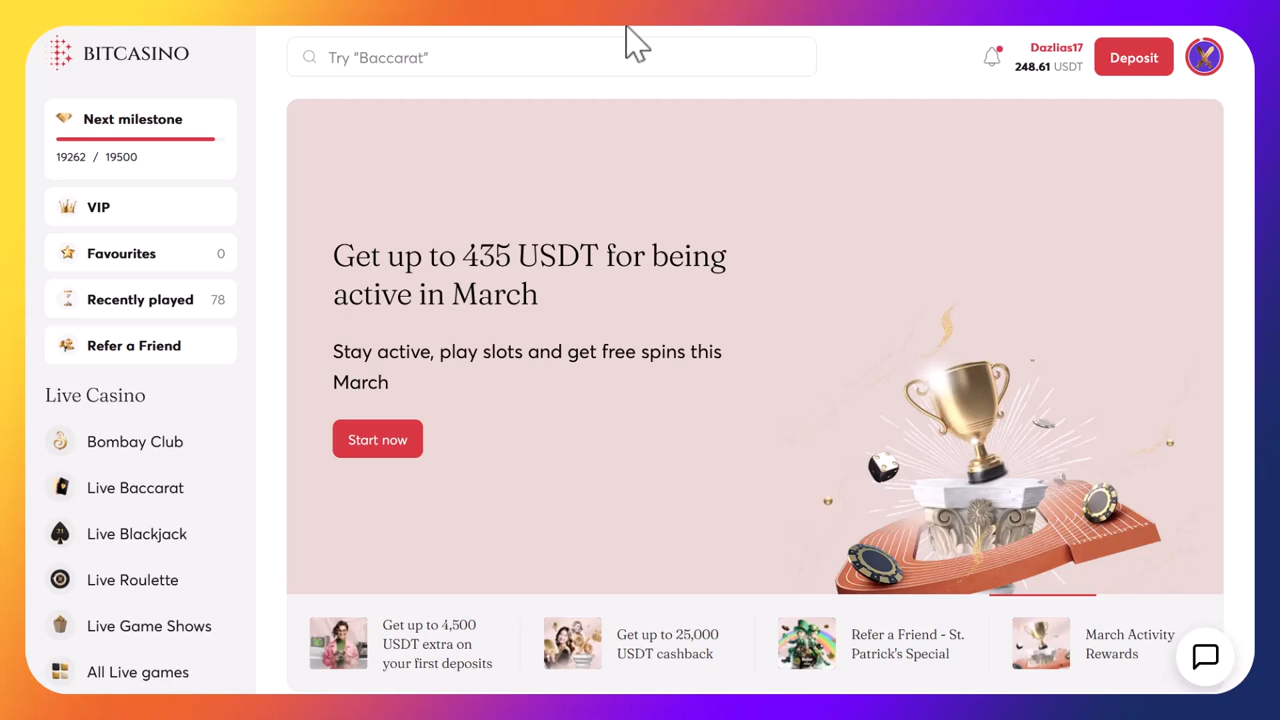 BITCASINO
Try "Baccarat"
Dazlias17
248.61 USDT
Deposit
Next milestone
19262 / 19500
VIP
Favourites 0
Recently played 78
Refer a Friend
Live Casino
Bombay Club
Live Baccarat
Live Blackjack
Live Roulette
Live Game Shows
All Live games
Get up to 435 USDT for being
active in March
Stay active, play slots and get free spins this
March
Start now
Get up to 4,500
USDT extra on
your first deposits
Get up to 25,000
USDT cashback
Refer a Friend - St.
Patrick's Special
March Activity
Rewards